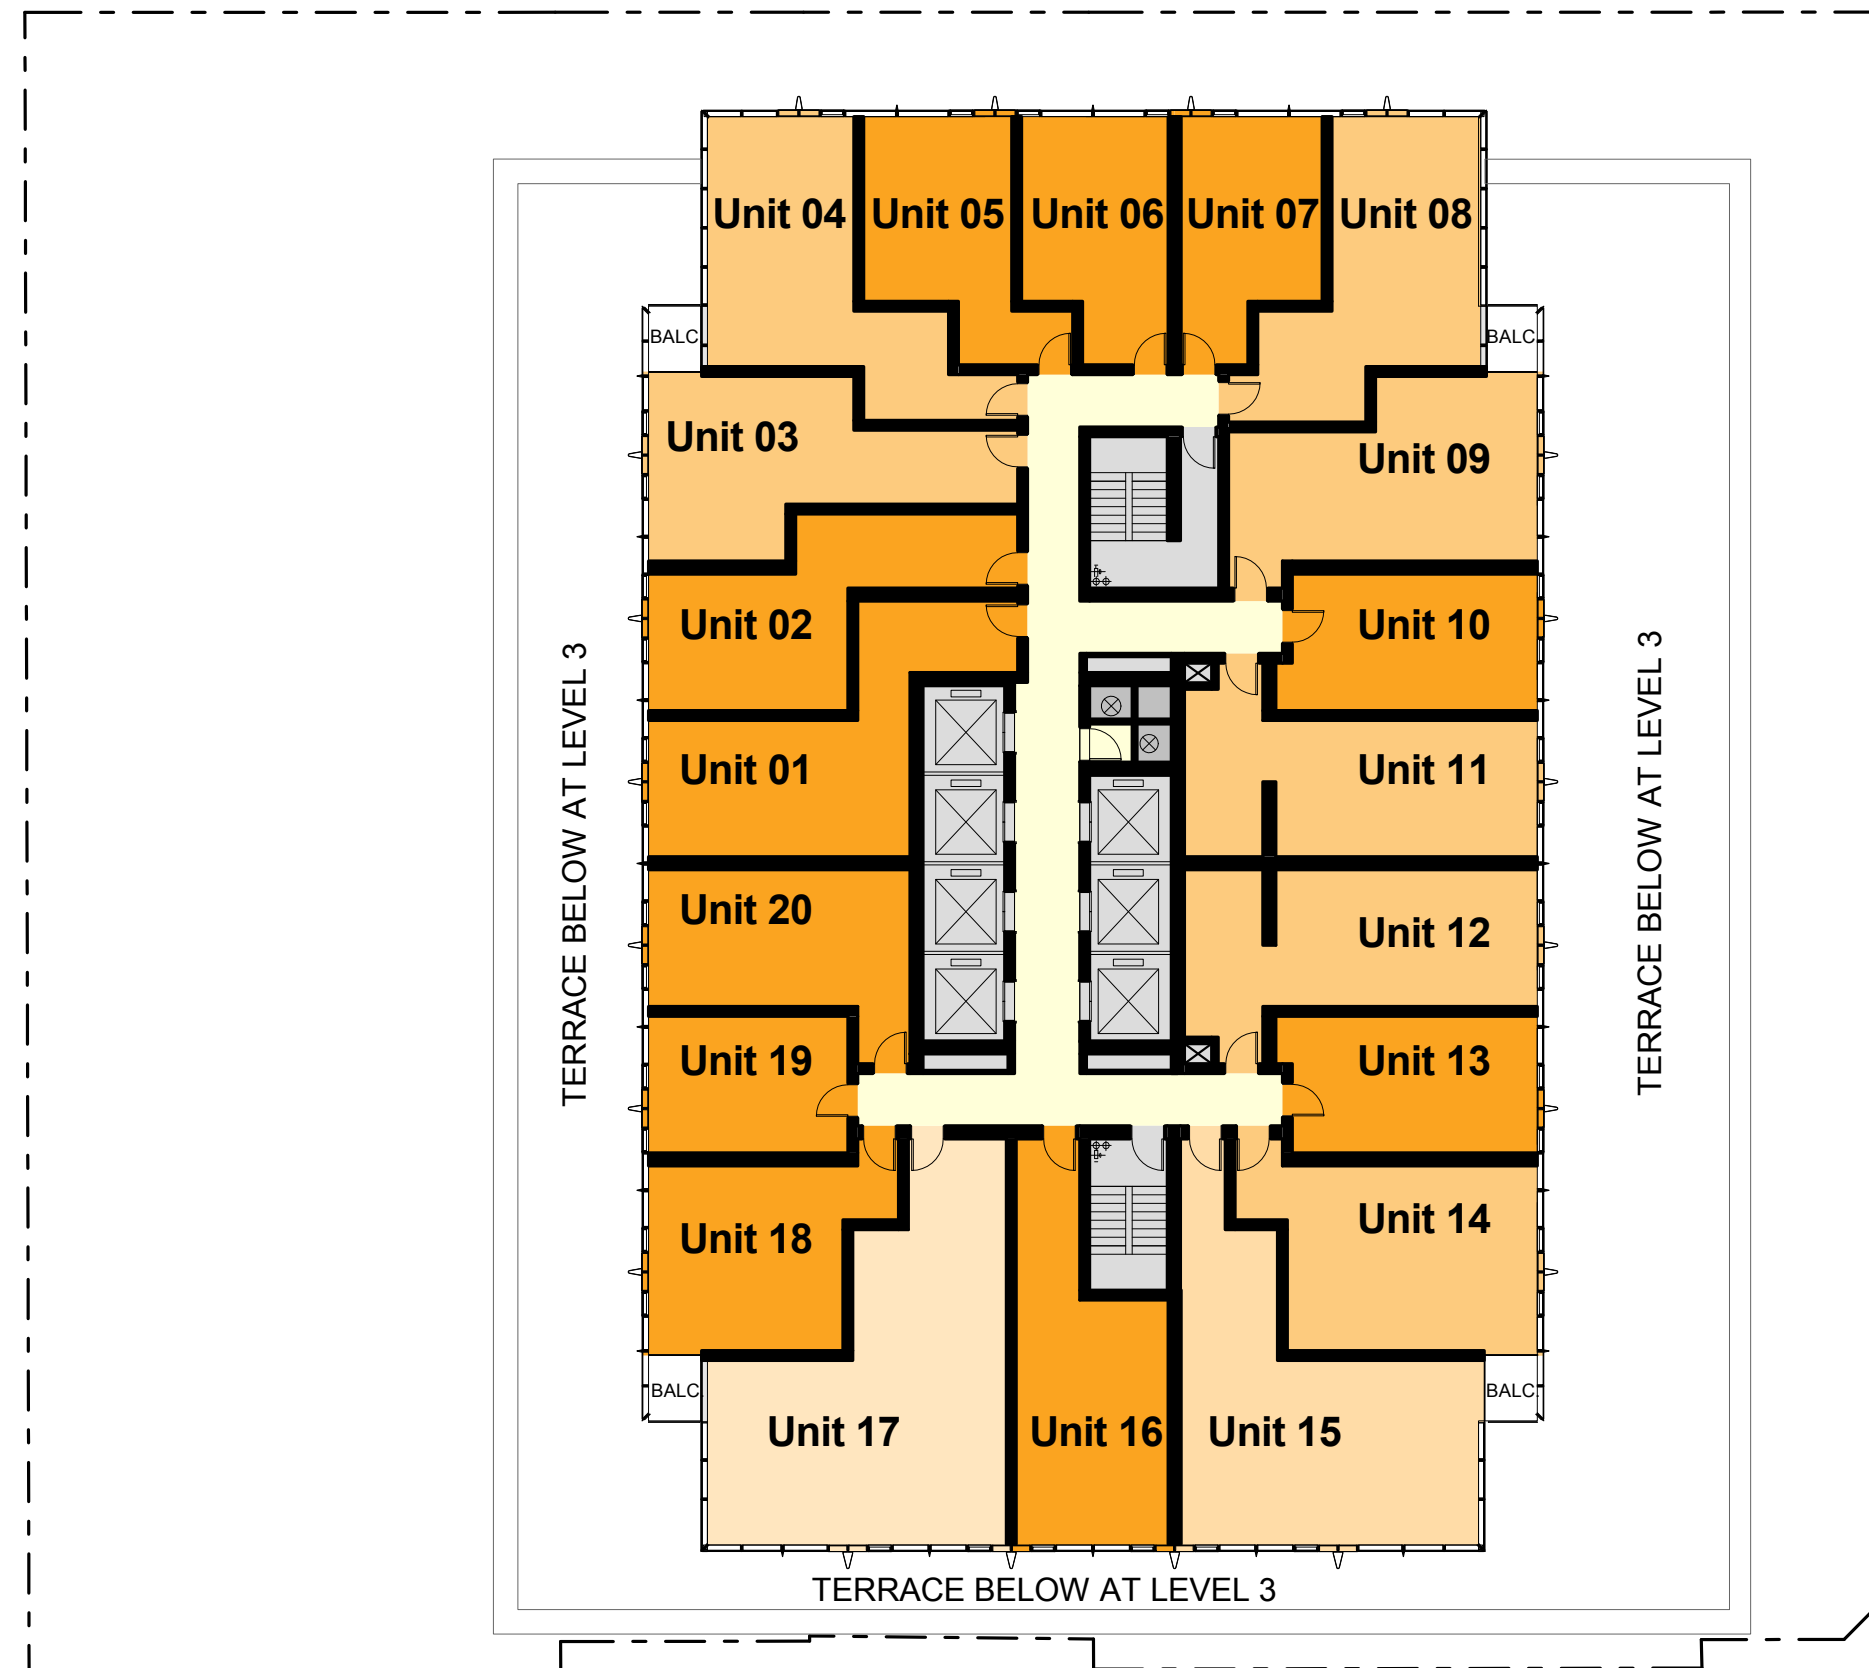 Unit 04
Unit 05
Unit 06
Unit 07
Unit 08
BALC
BALC.
Unit 03
Unit 09
Unit 02
Unit 10
TERRACE BELOW AT LEVEL 3
TERRACE BELOW AT LEVEL 3
Unit 01
Unit 11
Unit 20
Unit 12
Unit 19
Unit 13
Unit 18
Unit 14
BALC.
BALC.
Unit 17
Unit 16
Unit 15
TERRACE BELOW AT LEVEL 3